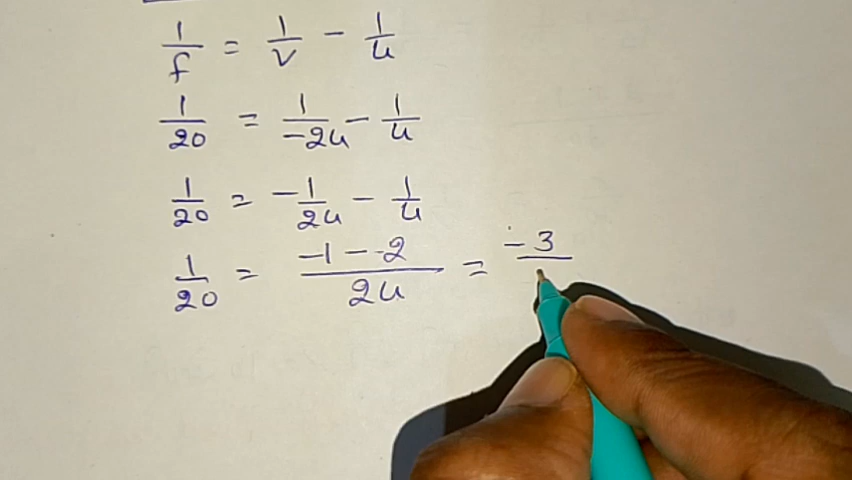 1/f = 1/v - 1/u
1/20 = 1/-2u - 1/u
1/20 = -1/2u - 1/u
1/20 = -1 - 2/2u = -3/